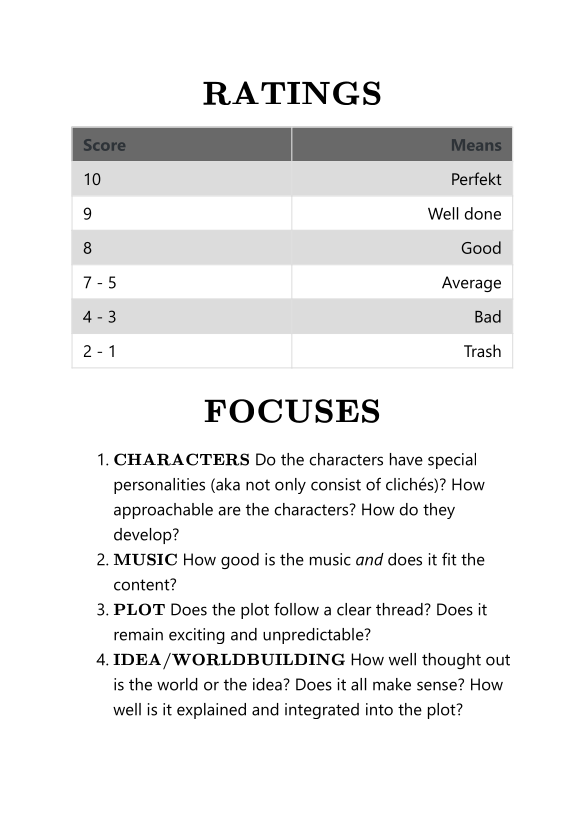 RATINGS
Score Means
10 Perfekt
9 Well done
8 Good
7 - 5 Average
4 - 3 Bad
2 - 1 Trash
FOCUSES
1. CHARACTERS Do the characters have special
personalities (aka not only consist of clichés)? How
approachable are the characters? How do they
develop?
2. MUSIC How good is the music and does it fit the
content?
3. PLOT Does the plot follow a clear thread? Does it
remain exciting and unpredictable?
4. IDEA/WORLDBUILDING How well thought out
is the world or the idea? Does it all make sense? How
well is it explained and integrated into the plot?